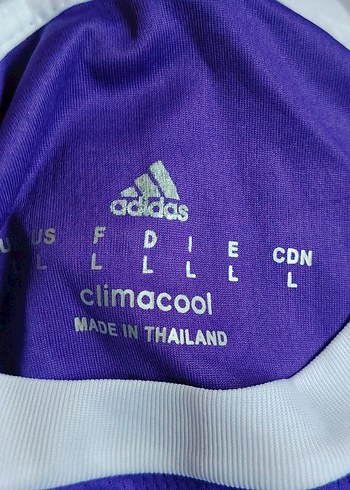 adidas
US F D I E CDN
L L L L L L L
climacool
MADE IN THAILAND